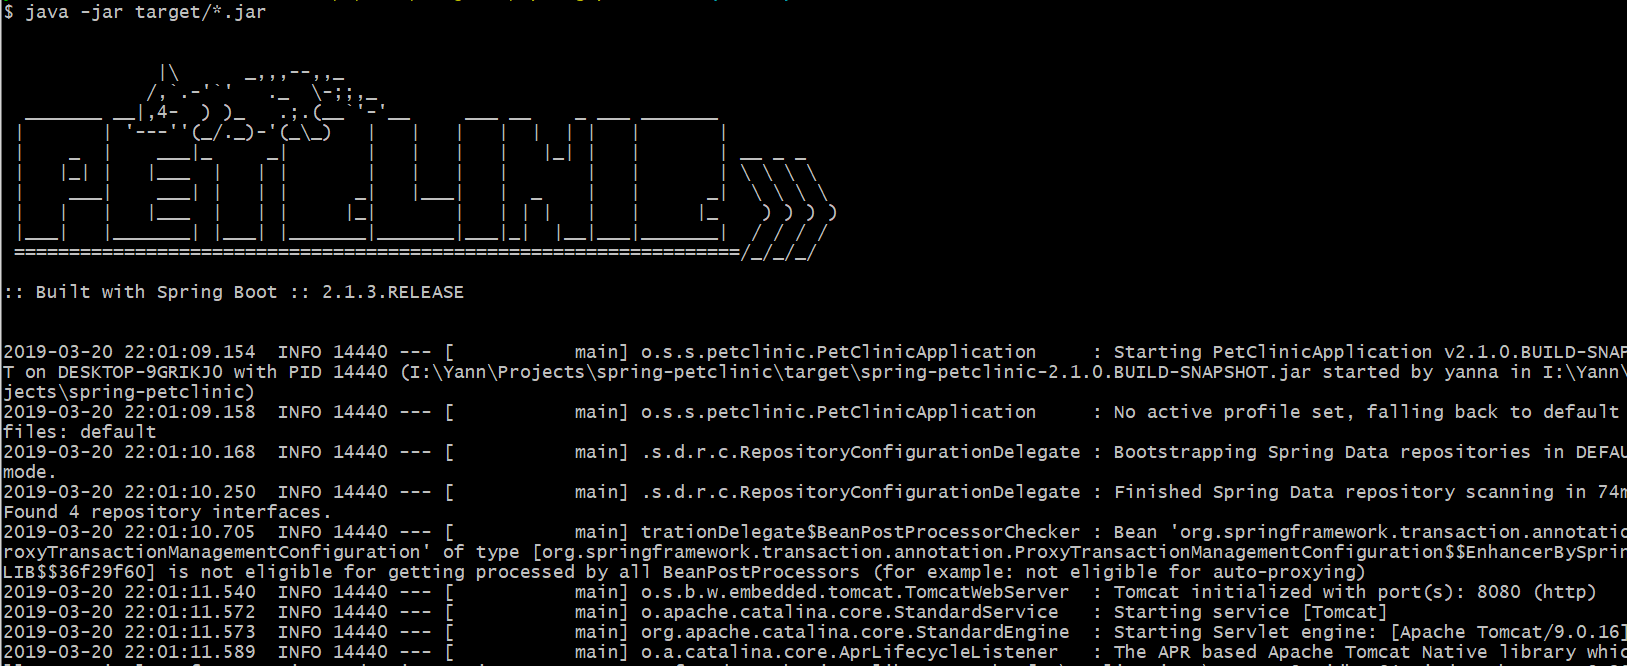 $ java -jar target/*.jar
PETCLINIC
:: Built with Spring Boot :: 2.1.3.RELEASE
2019-03-20 22:01:09.154  INFO 14440 --- [           main] o.s.s.petclinic.PetClinicApplication     : Starting PetClinicApplication v2.1.0.BUILD-SNAP
T on DESKTOP-9GRIKJ0 with PID 14440 (I:\Yann\Projects\spring-petclinic\target\spring-petclinic-2.1.0.BUILD-SNAPSHOT.jar started by yanna in I:\Yann\
jects\spring-petclinic)
2019-03-20 22:01:09.158  INFO 14440 --- [           main] o.s.s.petclinic.PetClinicApplication     : No active profile set, falling back to default
files: default
2019-03-20 22:01:10.168  INFO 14440 --- [           main] .s.d.r.c.RepositoryConfigurationDelegate : Bootstrapping Spring Data repositories in DEFAU
mode.
2019-03-20 22:01:10.250  INFO 14440 --- [           main] .s.d.r.c.RepositoryConfigurationDelegate : Finished Spring Data repository scanning in 74m
Found 4 repository interfaces.
2019-03-20 22:01:10.705  INFO 14440 --- [           main] trationDelegate$BeanPostProcessorChecker : Bean 'org.springframework.transaction.annotatio
roxyTransactionManagementConfiguration' of type [org.springframework.transaction.annotation.ProxyTransactionManagementConfiguration$$EnhancerBySprin
LIB$$36f29f60] is not eligible for getting processed by all BeanPostProcessors (for example: not eligible for auto-proxying)
2019-03-20 22:01:11.540  INFO 14440 --- [           main] o.s.b.w.embedded.tomcat.TomcatWebServer  : Tomcat initialized with port(s): 8080 (http)
2019-03-20 22:01:11.572  INFO 14440 --- [           main] o.apache.catalina.core.StandardService   : Starting service [Tomcat]
2019-03-20 22:01:11.573  INFO 14440 --- [           main] org.apache.catalina.core.StandardEngine  : Starting Servlet engine: [Apache Tomcat/9.0.16]
2019-03-20 22:01:11.589  INFO 14440 --- [           main] o.a.catalina.core.AprLifecycleListener   : The APR based Apache Tomcat Native library whic